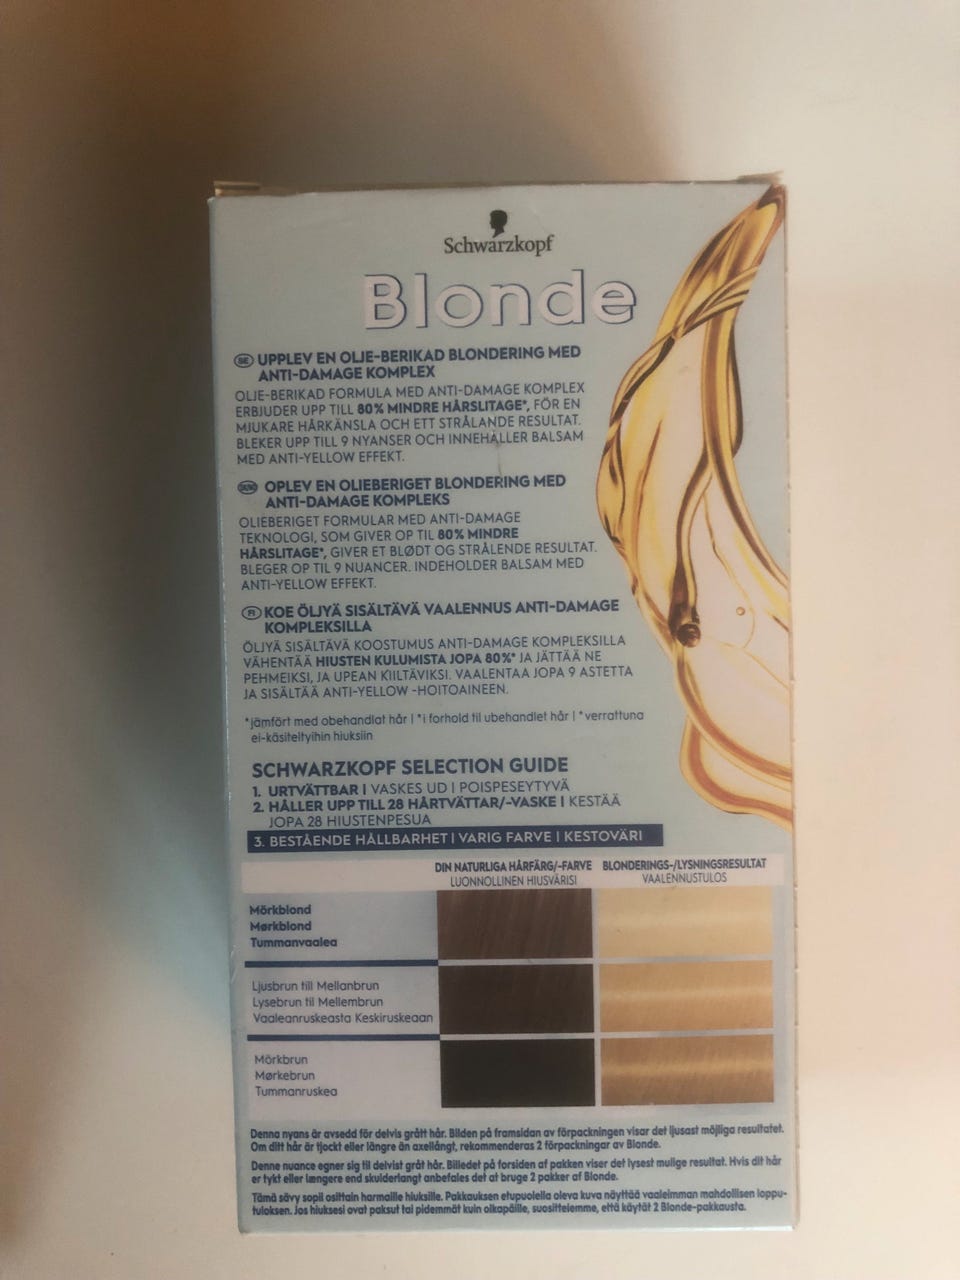 Schwarzkopf
Blonde
SE UPPLEV EN OLJE-BERIKAD BLONDERING MED
ANTI-DAMAGE KOMPLEX
OLJE-BERIKAD FORMULA MED ANTI-DAMAGE KOMPLEX
ERBJUDER UPP TILL 80% MINDRE HÅRSLITAGE*, FÖR EN
MJUKARE HÅRKÄNSLA OCH ETT STRÅLANDE RESULTAT.
BLEKER UPP TILL 9 NYANSER OCH INNEHÅLLER BALSAM
MED ANTI-YELLOW EFFEKT.
OPLEV EN OLIEBERIGET BLONDERING MED
ANTI-DAMAGE KOMPLEKS
OLIEBERIGET FORMULAR MED ANTI-DAMAGE
TEKNOLOGI, SOM GIVER OP TIL 80% MINDRE
HÅRSLITAGE*, GIVER ET BLØDT OG STRÅLENDE RESULTAT.
BLEGER OP TIL 9 NUANCER. INDEHOLDER BALSAM MED
ANTI-YELLOW EFFEKT.
FI KOE ÖLJYÄ SISÄLTÄVÄ VAALENNUS ANTI-DAMAGE
KOMPLEKSILLA
ÖLJYÄ SISÄLTÄVÄ KOOSTUMUS ANTI-DAMAGE KOMPLEKSILLA
VÄHENTÄÄ HIUSTEN KULUMISTA JOPA 80%* JA JÄTTÄÄ NE
PEHMEIKSI, JA UPEAN KIILTÄVIKSI. VAALENTAA JOPA 9 ASTETTA
JA SISÄLTÄÄ ANTI-YELLOW -HOITOAINEEN.
*jämfört med obehandlat hår | *i forhold til ubehandlet hår | *verrattuna
ei-käsiteltyihin hiuksiin
SCHWARZKOPF SELECTION GUIDE
1. URTVÄTTBAR | VASKES UD | POISPESEYTYVÄ
2. HÅLLER UPP TILL 28 HÅRTVÄTTAR/-VASKE | KESTÄÄ
JOPA 28 HIUSTENPESUA
3. BESTÅENDE HÅLLBARHET | VARIG FARVE | KESTOVÄRI
DIN NATURLIGA HÅRFÄRG/-FARVE BLONDERINGS-/LYSNINGSRESULTAT
LUONNOLLINEN HIUSVÄRISI VAALENNUSTULOS
Mörkblond
Mørkblond
Tummanvaalea
Ljusbrun till Mellanbrun
Lysebrun til Mellembrun
Vaaleanruskeasta Keskiruskeaan
Mörkbrun
Mørkebrun
Tummanruskea
Denna nyans är avsedd för delvis grått hår. Bilden på framsidan av förpackningen visar det ljusast möjliga resultatet.
Om ditt hår är tjockt eller längre än axellångt, rekommenderas 2 förpackningar av Blonde.
Denne nuance egner sig til delvist gråt hår. Billedet på forsiden af pakken viser det lysest mulige resultat. Hvis dit hår
er tykt eller længere end skulderlangt anbefales det at bruge 2 pakker af Blonde.
Tämä sävy sopii osittain harmaille hiuksille. Pakkauksen etupuolella oleva kuva näyttää vaaleimman mahdollisen loppu-
tuloksen. Jos hiuksesi ovat paksut tai pidemmät kuin olkapäille, suosittelemme, että käytät 2 Blonde-pakkausta.